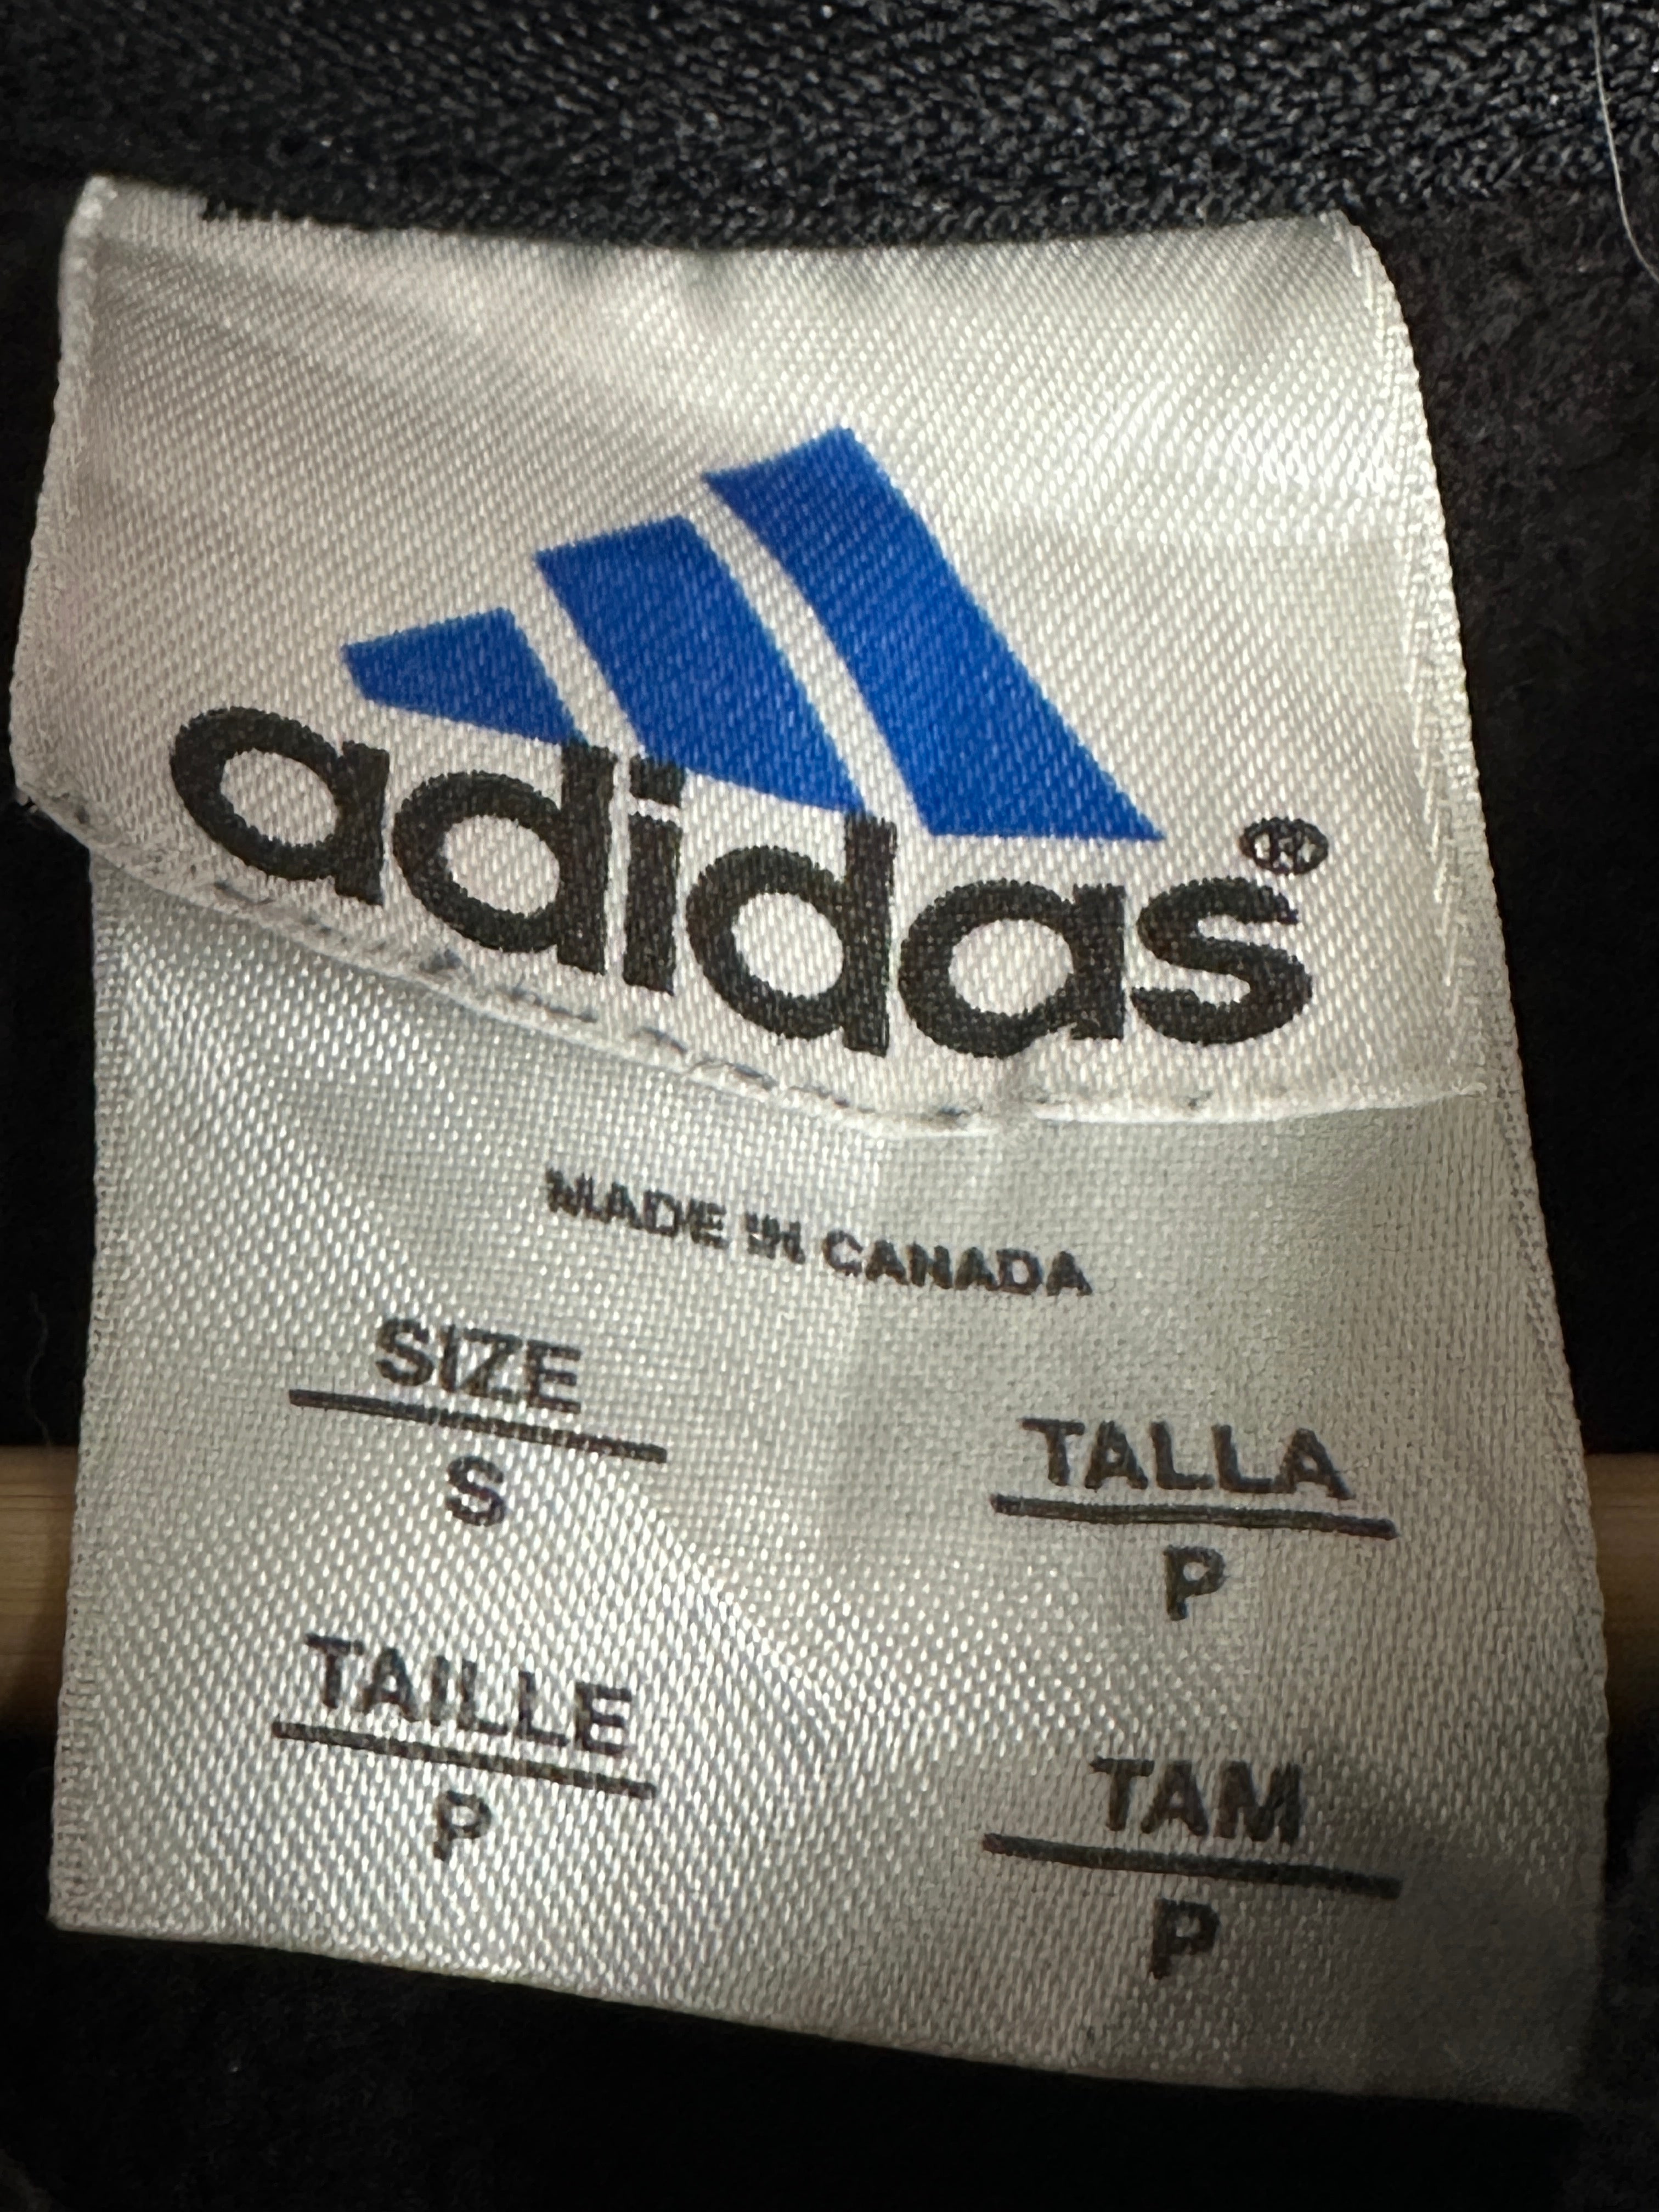 adidas®
MADE IN CANADA
SIZE
S
TALLA
P
TAILLE
P
TAM
P